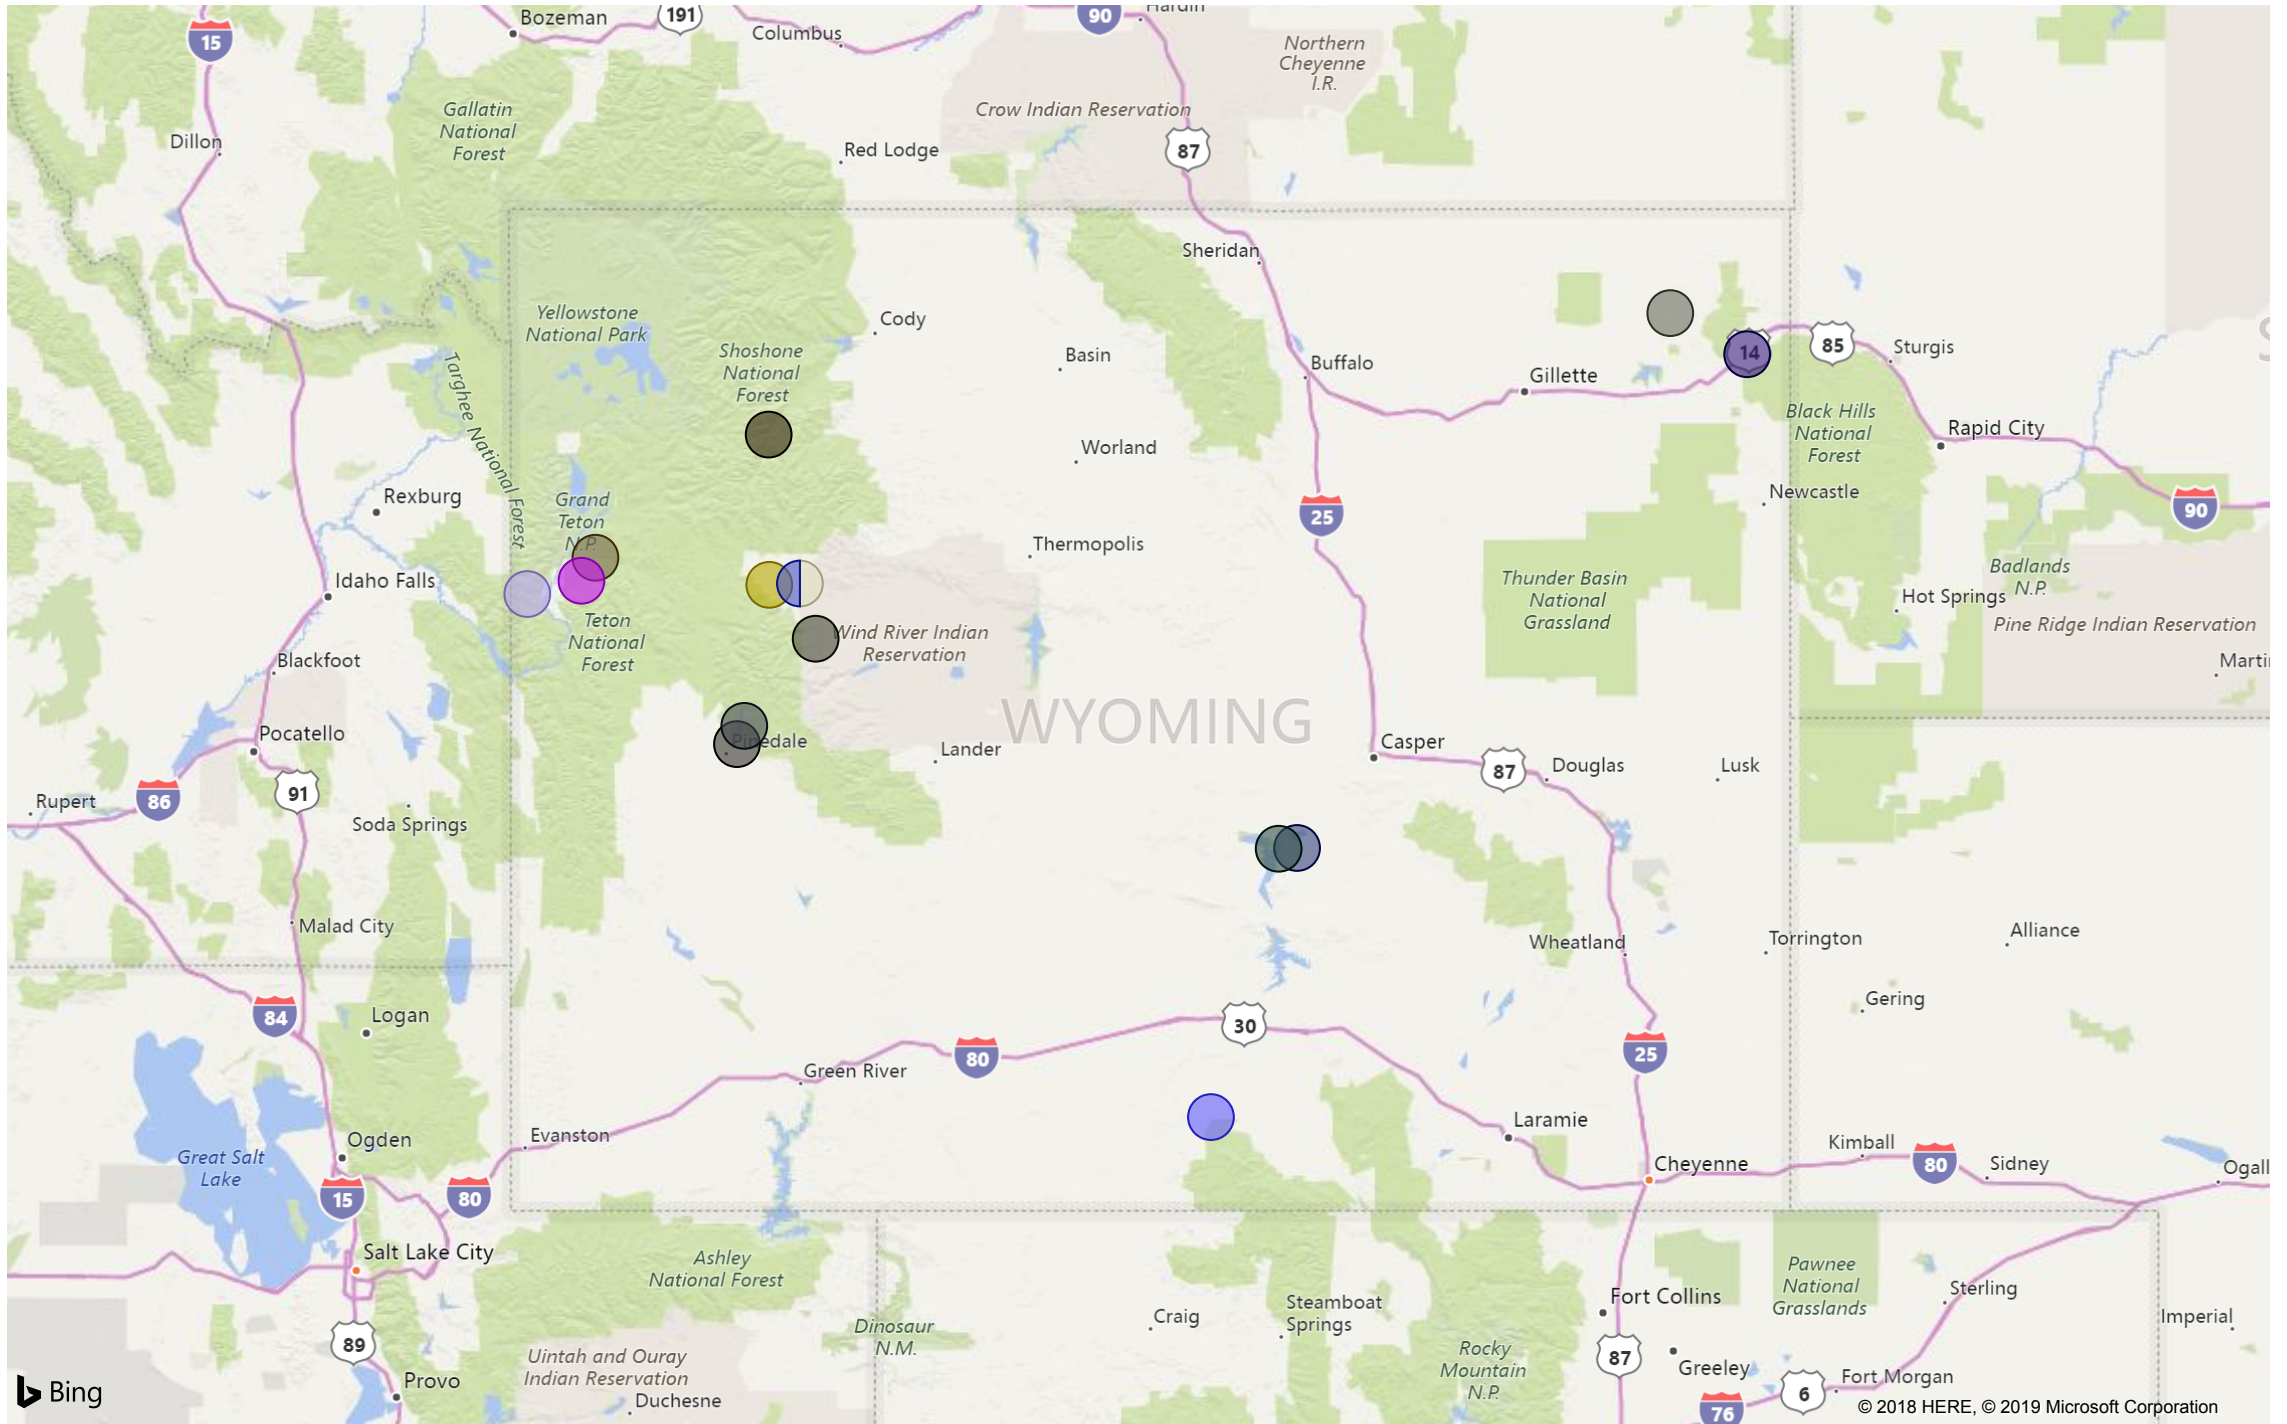 Bozeman
191
90
Hardin
15
Columbus
Northern
Cheyenne
I.R.
Gallatin
National
Forest
Crow Indian Reservation
Dillon
Red Lodge
87
Sheridan
Yellowstone
National Park
Cody
Shoshone
National
Forest
Basin
Buffalo
14
85
Sturgis
Gillette
Targhee National Forest
Black Hills
National
Forest
Rapid City
Worland
Rexburg
Grand
Teton
N.P.
Newcastle
25
90
Thermopolis
Idaho Falls
Thunder Basin
National
Grassland
Badlands
N.P.
Hot Springs
Teton
National
Forest
Wind River Indian
Reservation
Pine Ridge Indian Reservation
Blackfoot
Marti
WYOMING
Pocatello
Pinedale
Lander
Casper
87
Douglas
Lusk
91
86
Rupert
Soda Springs
Malad City
Wheatland
Torrington
Alliance
Gering
84
Logan
30
80
25
Green River
Evanston
Laramie
Ogden
Great Salt
Lake
Kimball
Cheyenne
80
Sidney
Ogall
15
80
Salt Lake City
Ashley
National Forest
Pawnee
National
Grasslands
Sterling
Fort Collins
Steamboat
Springs
Craig
Imperial
Dinosaur
N.M.
89
Uintah and Ouray
Indian Reservation
Rocky
Mountain
N.P.
87
Greeley
Provo
Duchesne
6
Fort Morgan
76
Bing
© 2018 HERE, © 2019 Microsoft Corporation